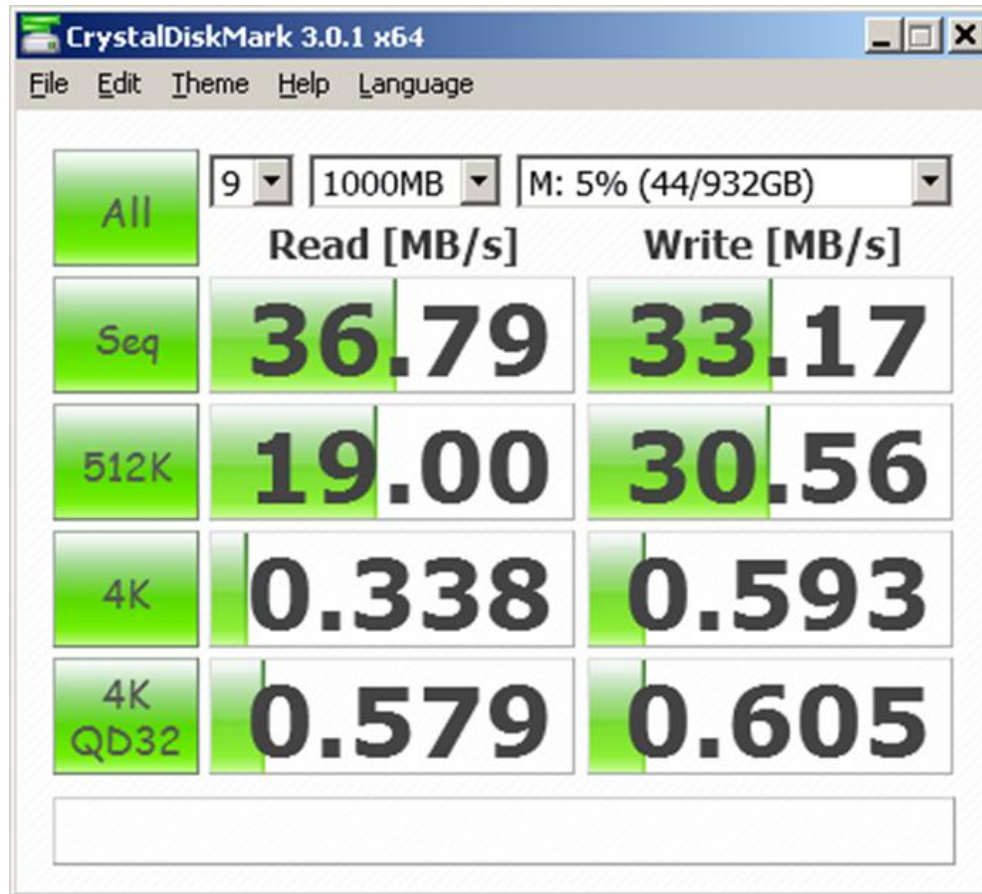 CrystalDiskMark 3.0.1 x64
File Edit Theme Help Language
All 9 1000MB M: 5% (44/932GB)
Read [MB/s] Write [MB/s]
Seq 36.79 33.17
512K 19.00 30.56
4K 0.338 0.593
4K QD32 0.579 0.605